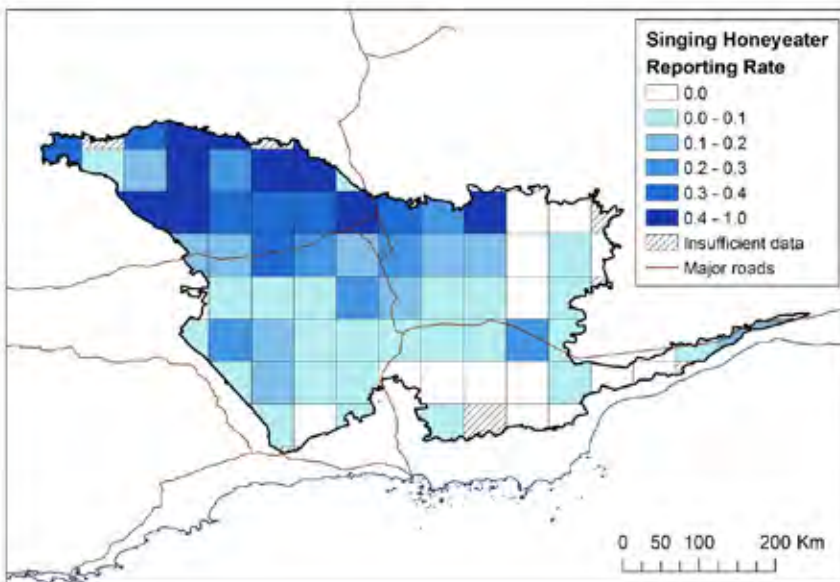 Singing Honeyeater
Reporting Rate
0.0
0.0 - 0.1
0.1 - 0.2
0.2 - 0.3
0.3 - 0.4
0.4 - 1.0
Insufficient data
Major roads
0 50 100 200 Km